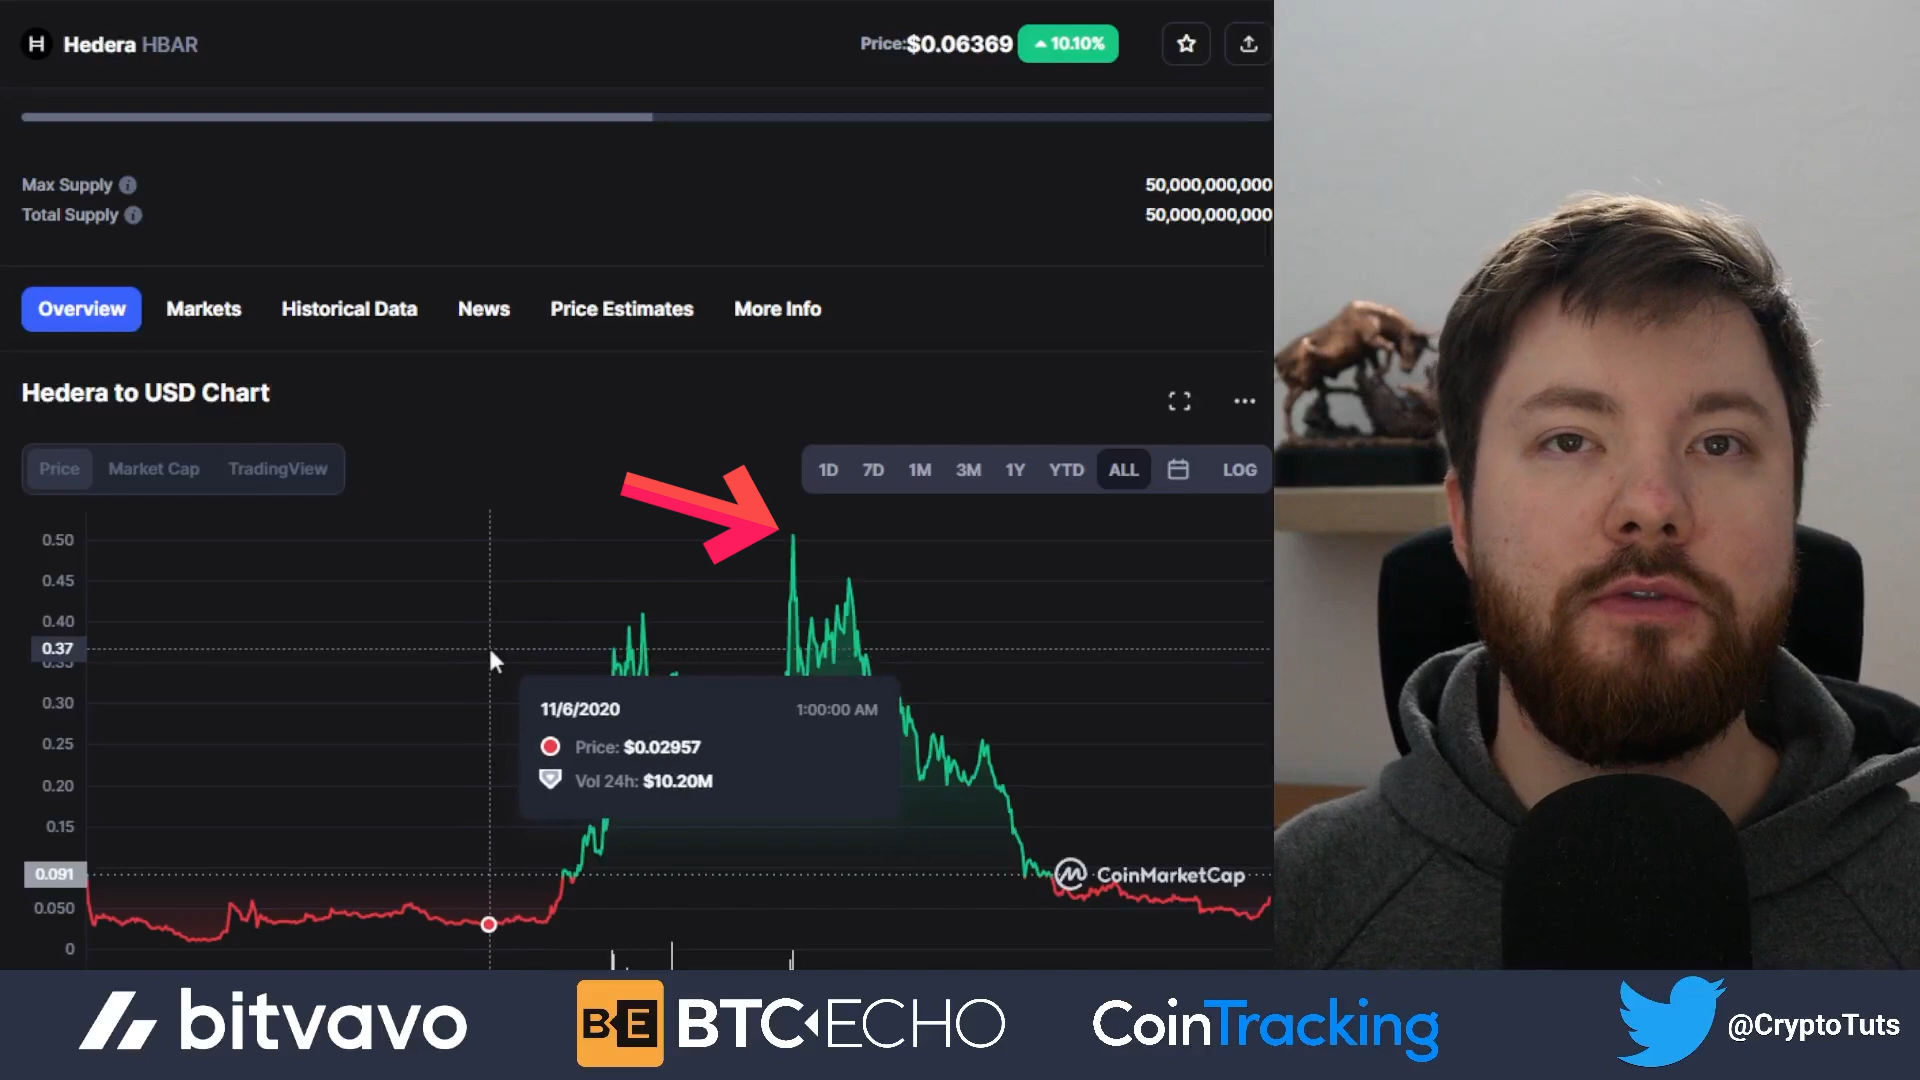 Hedera HBAR
Price:$0.06369 10.10%
Max Supply 50,000,000,000
Total Supply 50,000,000,000
Overview Markets Historical Data News Price Estimates More Info
Hedera to USD Chart
Price Market Cap TradingView
1D 7D 1M 3M 1Y YTD ALL LOG
0.50
0.45
0.40
0.37
0.35
0.30
0.25
0.20
0.15
0.091
0.050
0
11/6/2020 1:00:00 AM
Price: $0.02957
Vol 24h: $10.20M
CoinMarketCap
bitvavo
BE BTC-ECHO
CoinTracking
@CryptoTuts